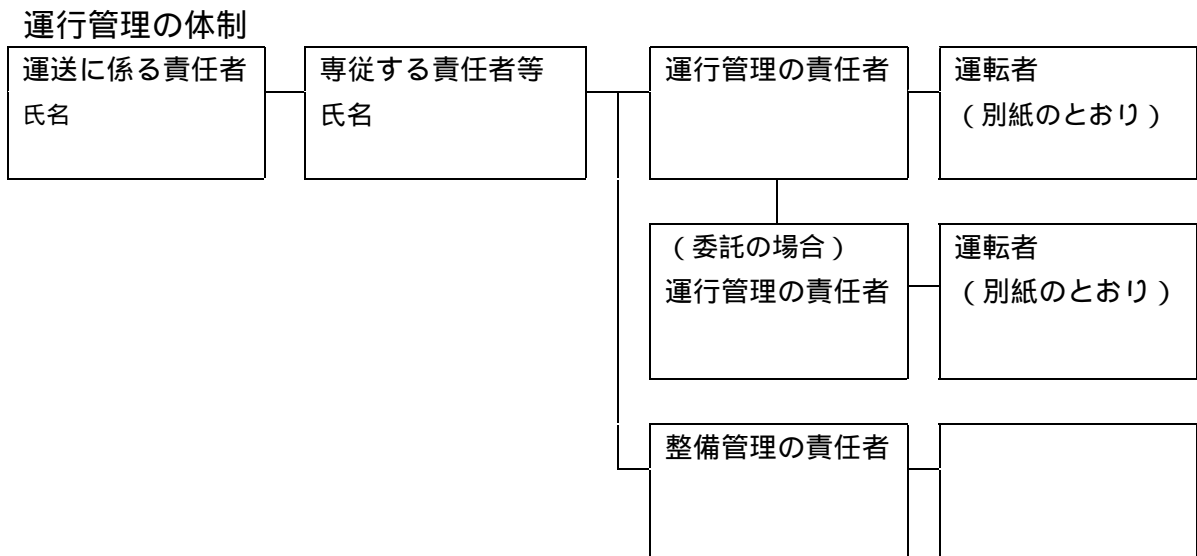 運行管理の体制
運送に係る責任者
氏名
専従する責任者等
氏名
運行管理の責任者
運転者
（別紙のとおり）
（委託の場合）
運行管理の責任者
運転者
（別紙のとおり）
整備管理の責任者